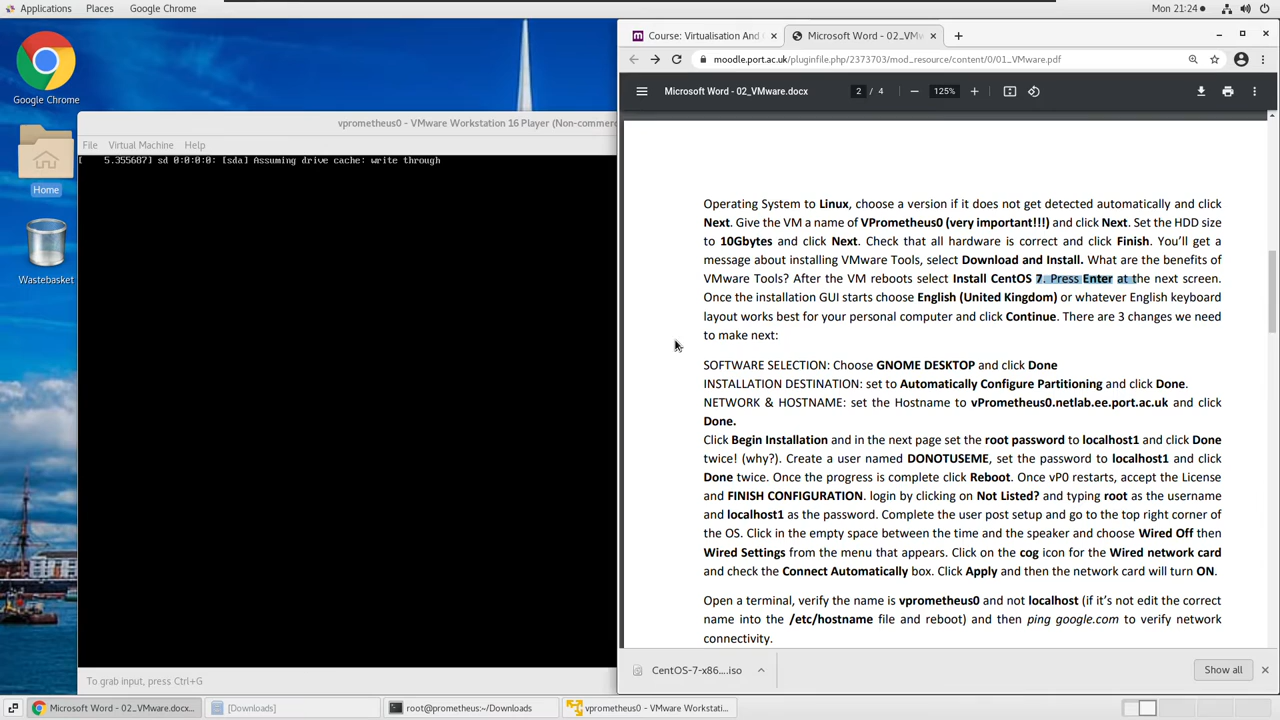 Applications Places Google Chrome Mon 21:24
Google Chrome
Home
Wastebasket
vprometheus0 - VMware Workstation 16 Player (Non-commer
File Virtual Machine Help
[ 5.355687] sd 0:0:0:0: [sda] Assuming drive cache: write through
To grab input, press Ctrl+G
Course: Virtualisation And Microsoft Word - 02_VM
moodle.port.ac.uk/pluginfile.php/2373703/mod_resource/content/0/01_VMware.pdf
Microsoft Word - 02_VMware.docx 2 / 4 125%
Operating System to Linux, choose a version if it does not get detected automatically and click
Next. Give the VM a name of VPrometheus0 (very important!!!) and click Next. Set the HDD size
to 10Gbytes and click Next. Check that all hardware is correct and click Finish. You'll get a
message about installing VMware Tools, select Download and Install. What are the benefits of
VMware Tools? After the VM reboots select Install CentOS 7. Press Enter at the next screen.
Once the installation GUI starts choose English (United Kingdom) or whatever English keyboard
layout works best for your personal computer and click Continue. There are 3 changes we need
to make next:
SOFTWARE SELECTION: Choose GNOME DESKTOP and click Done
INSTALLATION DESTINATION: set to Automatically Configure Partitioning and click Done.
NETWORK & HOSTNAME: set the Hostname to vPrometheus0.netlab.ee.port.ac.uk and click
Done.
Click Begin Installation and in the next page set the root password to localhost1 and click Done
twice! (why?). Create a user named DONOTUSEME, set the password to localhost1 and click
Done twice. Once the progress is complete click Reboot. Once vP0 restarts, accept the License
and FINISH CONFIGURATION. login by clicking on Not Listed? and typing root as the username
and localhost1 as the password. Complete the user post setup and go to the top right corner of
the OS. Click in the empty space between the time and the speaker and choose Wired Off then
Wired Settings from the menu that appears. Click on the cog icon for the Wired network card
and check the Connect Automatically box. Click Apply and then the network card will turn ON.
Open a terminal, verify the name is vprometheus0 and not localhost (if it's not edit the correct
name into the /etc/hostname file and reboot) and then ping google.com to verify network
connectivity.
CentOS-7-x86....iso Show all
Microsoft Word - 02_VMware.docx... [Downloads] root@prometheus:~/Downloads vprometheus0 - VMware Workstati...